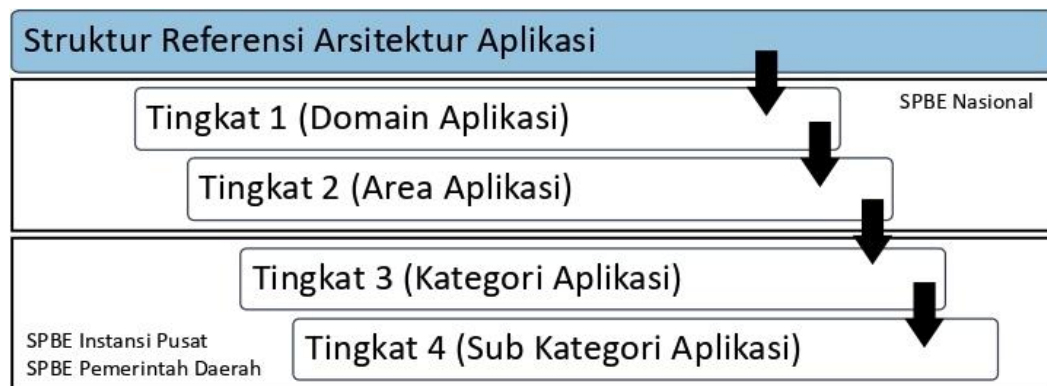 Struktur Referensi Arsitektur Aplikasi
Tingkat 1 (Domain Aplikasi)
SPBE Nasional
Tingkat 2 (Area Aplikasi)
Tingkat 3 (Kategori Aplikasi)
Tingkat 4 (Sub Kategori Aplikasi)
SPBE Instansi Pusat
SPBE Pemerintah Daerah